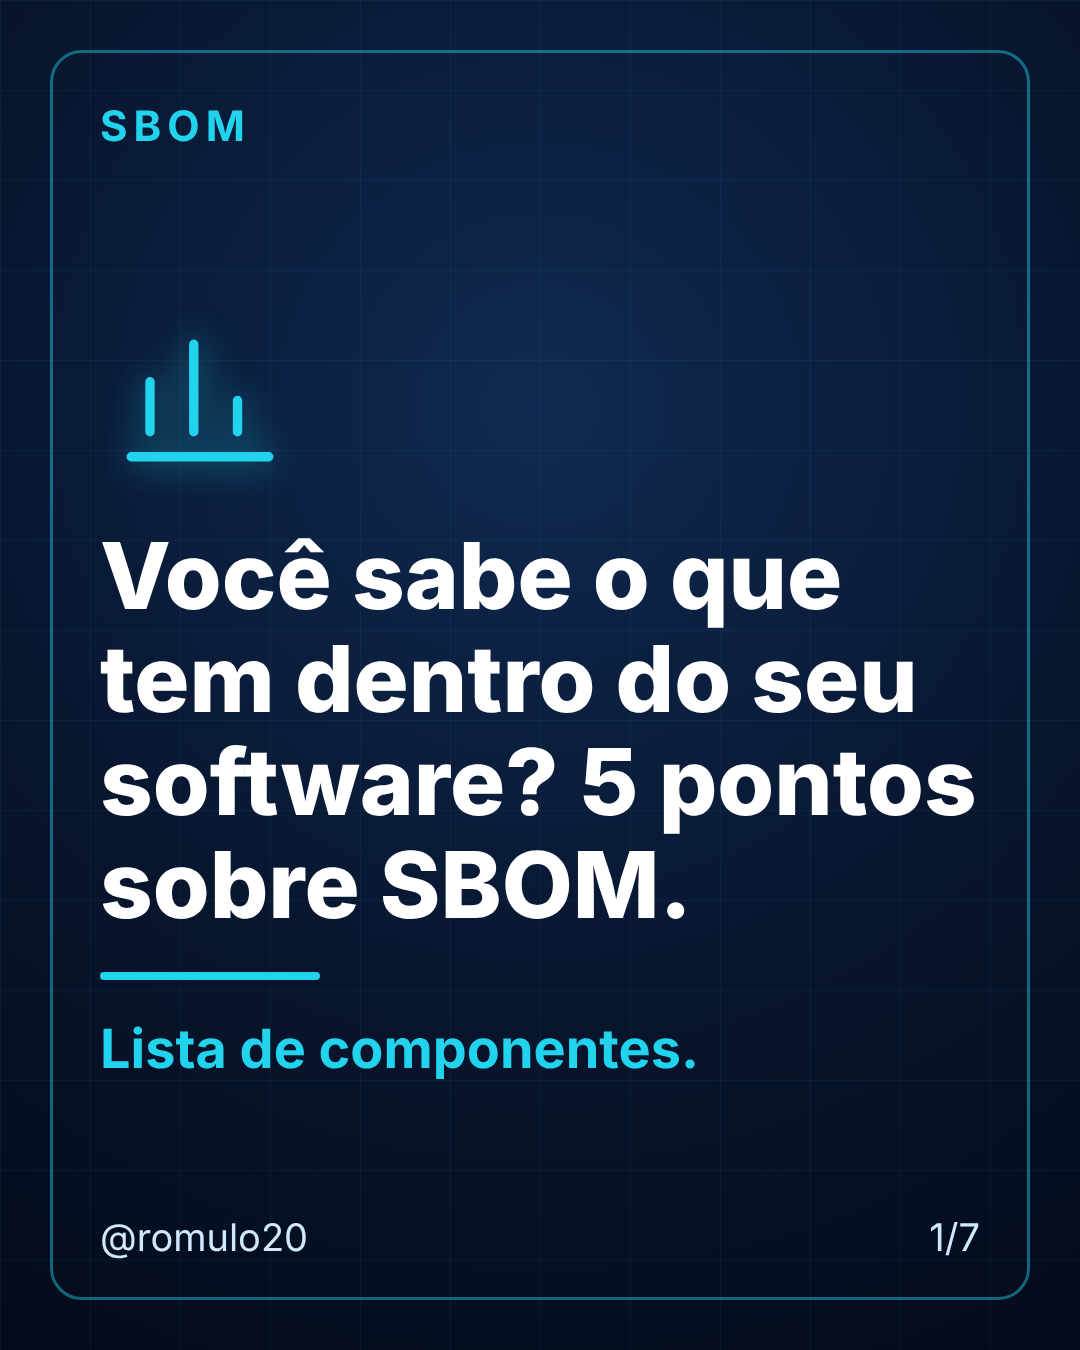 SBOM
Você sabe o que
tem dentro do seu
software? 5 pontos
sobre SBOM.
Lista de componentes.
@romulo20
1/7